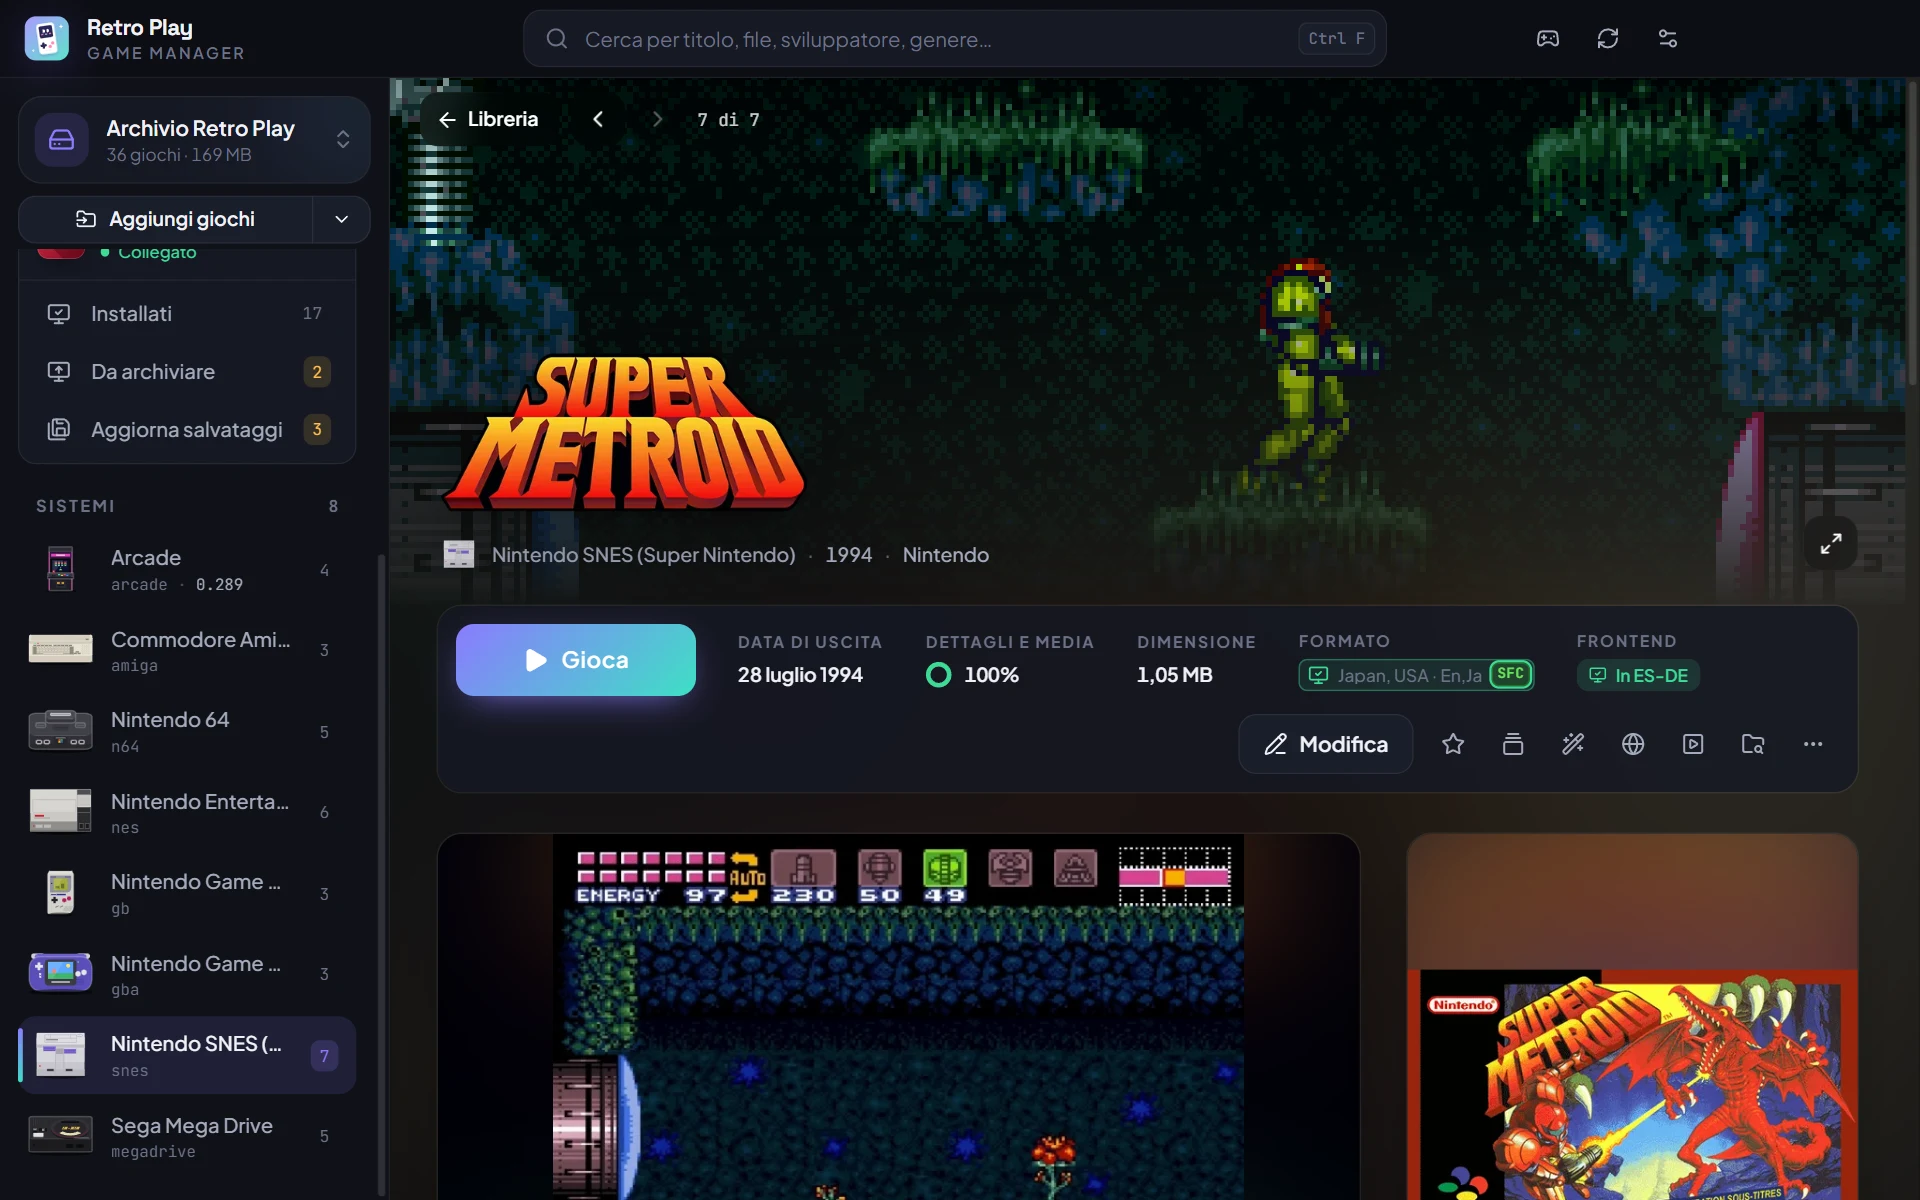 Retro Play
GAME MANAGER
Cerca per titolo, file, sviluppatore, genere...
Ctrl F
Archivio Retro Play
36 giochi · 169 MB
Aggiungi giochi
Collegato
Installati 17
Da archiviare 2
Aggiorna salvataggi 3
SISTEMI 8
Arcade
arcade · 0.289
4
Commodore Ami...
amiga
3
Nintendo 64
n64
5
Nintendo Enterta...
nes
6
Nintendo Game ...
gb
3
Nintendo Game ...
gba
3
Nintendo SNES (...
snes
7
Sega Mega Drive
megadrive
5
Libreria
7 di 7
SUPER
METROID
Nintendo SNES (Super Nintendo) · 1994 · Nintendo
Gioca
DATA DI USCITA
28 luglio 1994
DETTAGLI E MEDIA
100%
DIMENSIONE
1,05 MB
FORMATO
Japan, USA · En,Ja SFC
FRONTEND
In ES-DE
Modifica
ENERGY 97
AUTO
230
50
49
Nintendo
SUPER
METROID
SOUS-TITRES